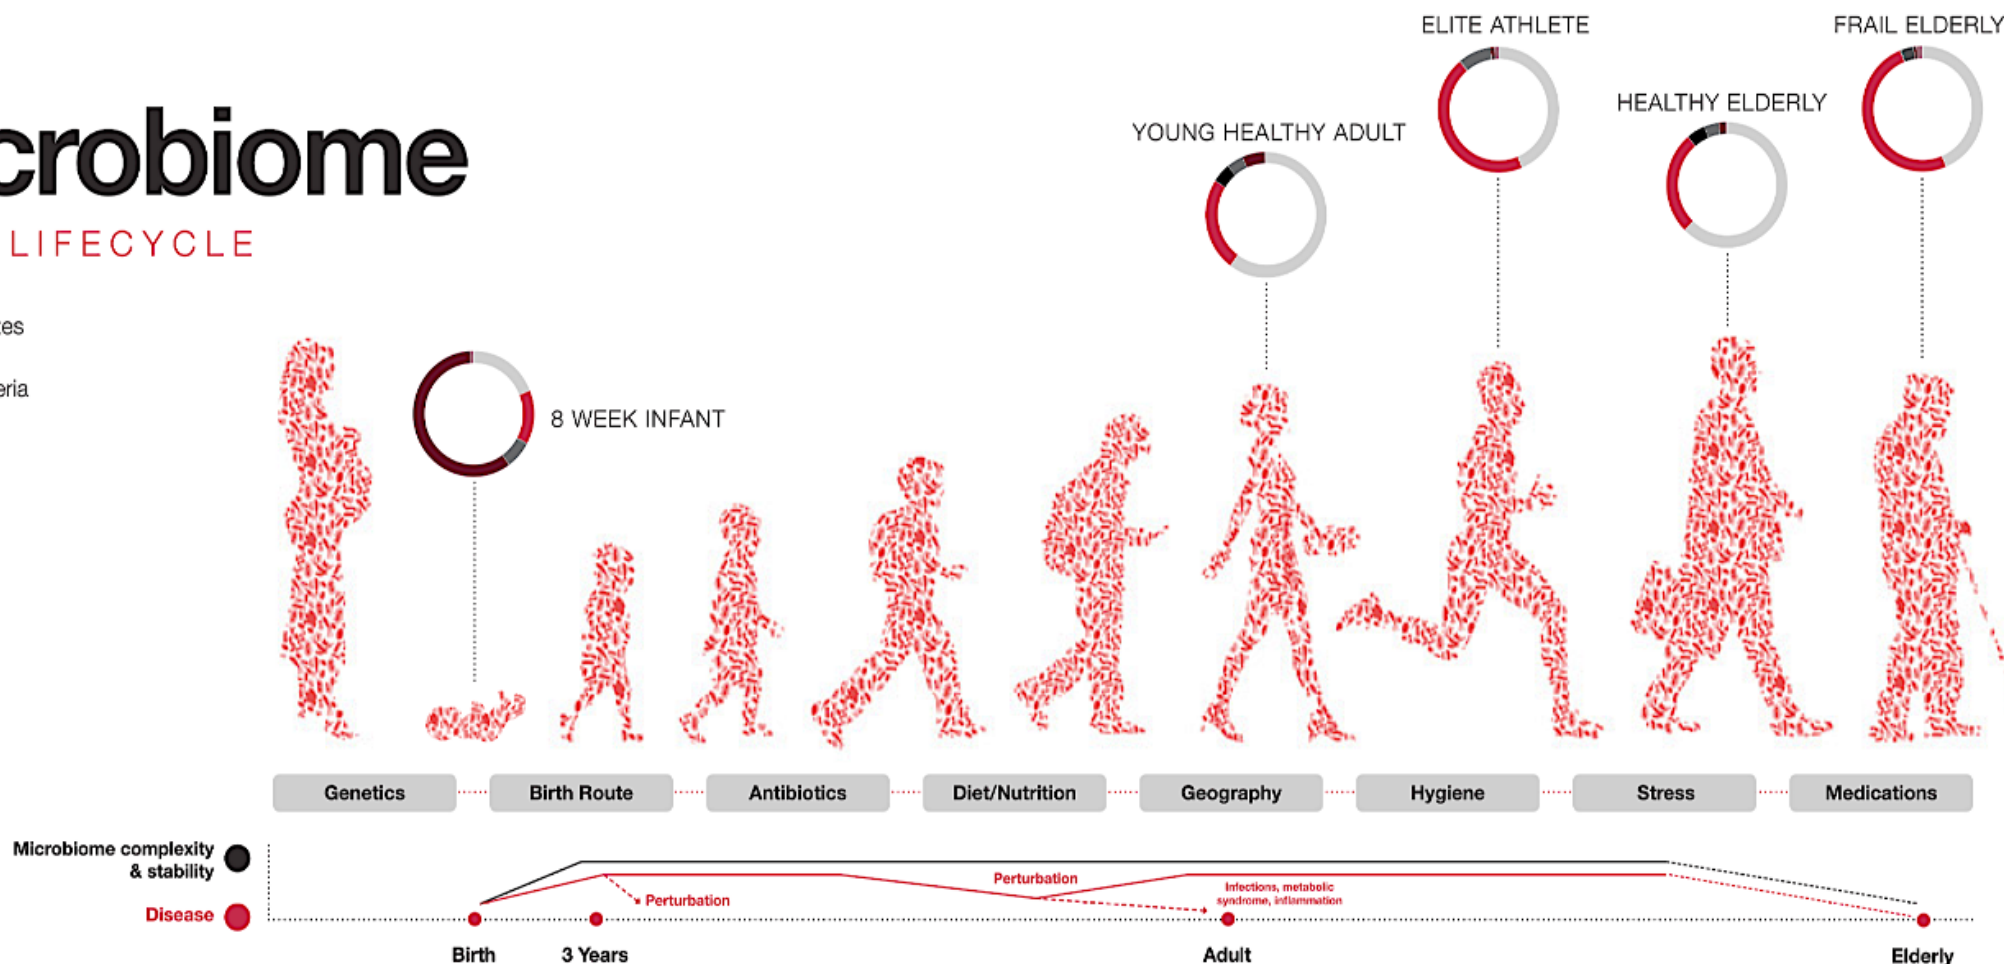 ELITE ATHLETE
FRAIL ELDERLY
HEALTHY ELDERLY
YOUNG HEALTHY ADULT
crobiome
LIFECYCLE
es
eria
8 WEEK INFANT
Genetics
Birth Route
Antibiotics
Diet/Nutrition
Geography
Hygiene
Stress
Medications
Microbiome complexity
& stability
Disease
Perturbation
Perturbation
Infections, metabolic
syndrome, inflammation
Birth
3 Years
Adult
Elderly